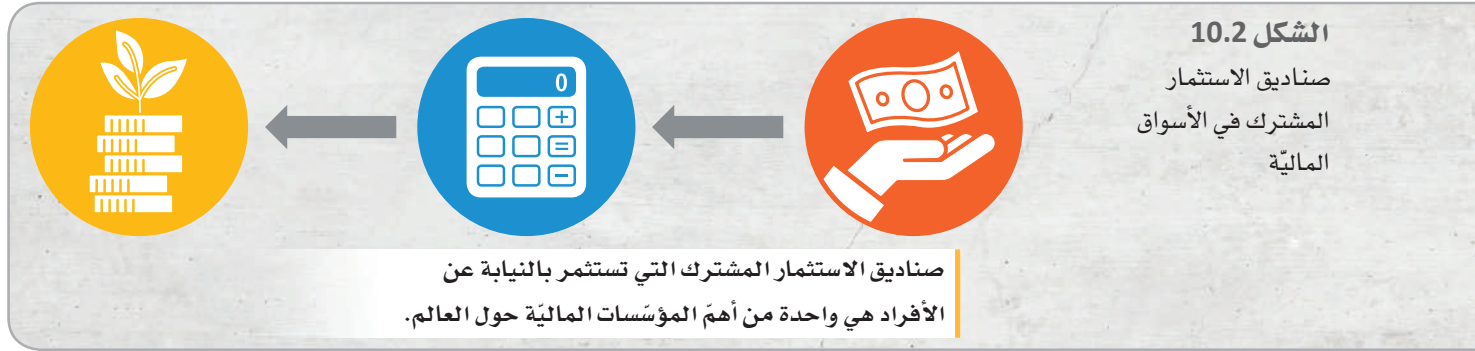 الشكل 10.2
صناديق الاستثمار
المشترك في الأسواق
الماليّة
0
+
=
−
صناديق الاستثمار المشترك التي تستثمر بالنيابة عن
الأفراد هي واحدة من أهمّ المؤسّسات الماليّة حول العالم.